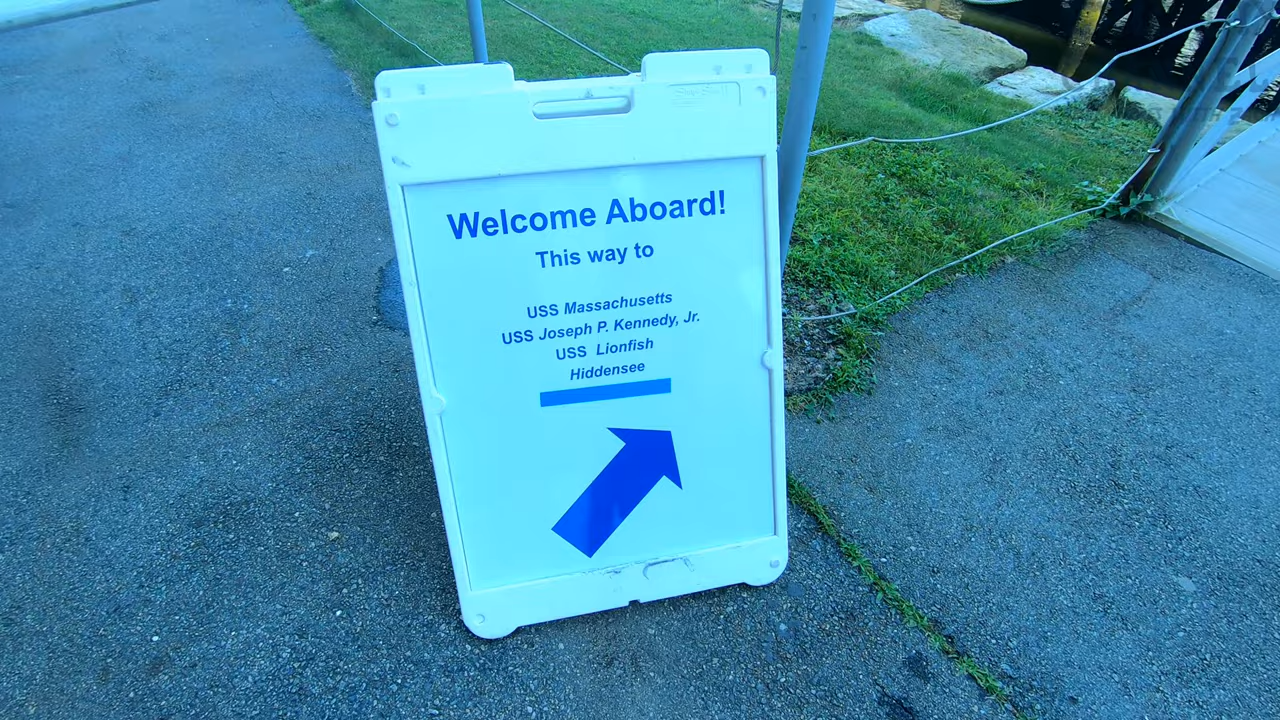 Welcome Aboard!
This way to
USS Massachusetts
USS Joseph P. Kennedy, Jr.
USS Lionfish
Hiddensee